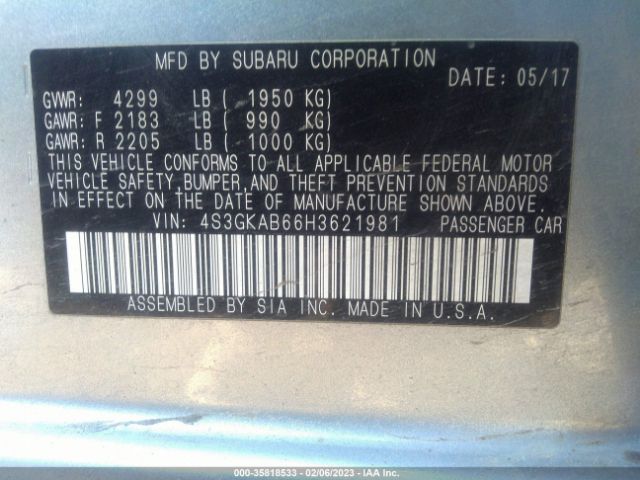 MFD BY SUBARU CORPORATION
DATE: 05/17
GVWR: 4299 LB ( 1950 KG)
GAWR: F 2183 LB ( 990 KG)
GAWR: R 2205 LB ( 1000 KG)
THIS VEHICLE CONFORMS TO ALL APPLICABLE FEDERAL MOTOR
VEHICLE SAFETY,BUMPER,AND THEFT PREVENTION STANDARDS
IN EFFECT ON THE DATE OF MANUFACTURE SHOWN ABOVE.
VIN: 4S3GKAB66H3621981 PASSENGER CAR
ASSEMBLED BY SIA INC. MADE IN U.S.A.
000-35818533 - 02/06/2023 - IAA Inc.